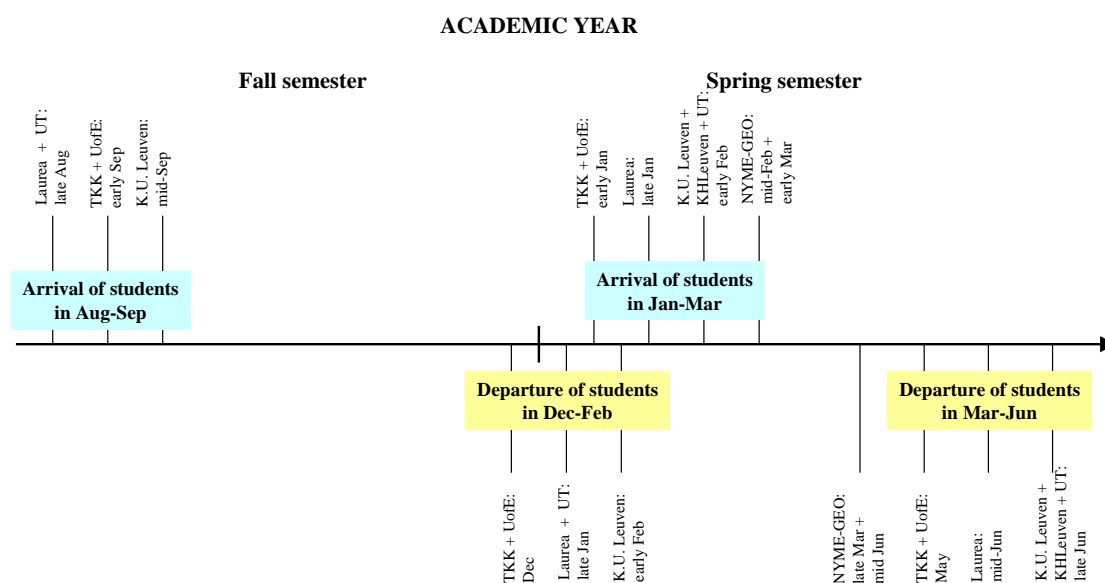 ACADEMIC YEAR
Fall semester
Spring semester
Laurea + UT:
late Aug
TKK + UofE:
early Sep
K.U. Leuven:
mid-Sep
TKK + UofE:
early Jan
Laurea:
late Jan
K.U. Leuven +
KHLeuven + UT:
early Feb
NYME-GEO:
mid-Feb +
early Mar
Arrival of students
in Aug-Sep
Arrival of students
in Jan-Mar
Departure of students
in Dec-Feb
Departure of students
in Mar-Jun
TKK + UofE:
Dec
Laurea + UT:
late Jan
K.U. Leuven:
early Feb
NYME-GEO:
late Mar +
mid Jun
TKK + UofE:
May
Laurea:
mid-Jun
K.U. Leuven +
KHLeuven + UT:
late Jun